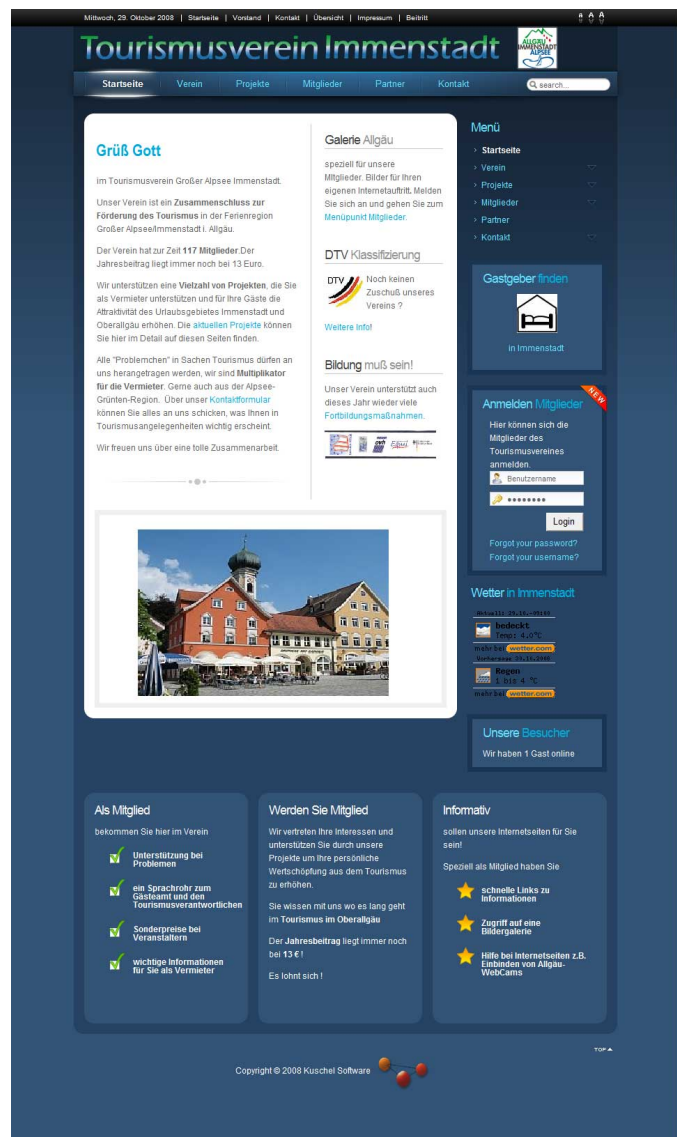 Mittwoch, 29. Oktober 2008 | Startseite | Vorstand | Kontakt | Übersicht | Impressum | Beitritt
A A A
Tourismusverein Immenstadt
ALLGÄU
IMMENSTADT
ALPSEE
Startseite Verein Projekte Mitglieder Partner Kontakt
search...
Grüß Gott
im Tourismusverein Großer Alpsee Immenstadt.
Unser Verein ist ein Zusammenschluss zur
Förderung des Tourismus in der Ferienregion
Großer Alpsee/Immenstadt i. Allgäu.
Der Verein hat zur Zeit 117 Mitglieder.Der
Jahresbeitrag liegt immer noch bei 13 Euro.
Wir unterstützen eine Vielzahl von Projekten, die Sie
als Vermieter unterstützen und für Ihre Gäste die
Attraktivität des Urlaubsgebietes Immenstadt und
Oberallgäu erhöhen. Die aktuellen Projekte können
Sie hier im Detail auf diesen Seiten finden.
Alle "Problemchen" in Sachen Tourismus dürfen an
uns herangetragen werden, wir sind Multiplikator
für die Vermieter. Gerne auch aus der Alpsee-
Grünten-Region. Über unser Kontaktformular
können Sie alles an uns schicken, was Ihnen in
Tourismusangelegenheiten wichtig erscheint.
Wir freuen uns über eine tolle Zusammenarbeit.
Galerie Allgäu
speziell für unsere
Mitglieder. Bilder für Ihren
eigenen Internetauftritt. Melden
Sie sich an und gehen Sie zum
Menüpunkt Mitglieder.
DTV Klassifizierung
DTV
Noch keinen
Zuschuß unseres
Vereins ?
Weitere Info!
Bildung muß sein!
Unser Verein unterstützt auch
dieses Jahr wieder viele
Fortbildungsmaßnahmen.
Menü
Startseite
Verein
Projekte
Mitglieder
Partner
Kontakt
Gastgeber finden
in Immenstadt
NEW
Anmelden Mitglieder
Hier können sich die
Mitglieder des
Tourismusvereines
anmelden.
Benutzername
Login
Forgot your password?
Forgot your username?
Wetter in Immenstadt
bedeckt
Temp: 4.0°C
mehr bei wetter.com
Regen
1 bis 4 °C
mehr bei wetter.com
Unsere Besucher
Wir haben 1 Gast online
Als Mitglied
bekommen Sie hier im Verein
Unterstützung bei
Problemen
ein Sprachrohr zum
Gästeamt und den
Tourismusverantwortlichen
Sonderpreise bei
Veranstaltern
wichtige Informationen
für Sie als Vermieter
Werden Sie Mitglied
Wir vertreten Ihre Interessen und
unterstützen Sie durch unsere
Projekte um Ihre persönliche
Wertschöpfung aus dem Tourismus
zu erhöhen.
Sie wissen mit uns wo es lang geht
im Tourismus im Oberallgäu
Der Jahresbeitrag liegt immer noch
bei 13 € !
Es lohnt sich !
Informativ
sollen unsere Internetseiten für Sie
sein!
Speziell als Mitglied haben Sie
schnelle Links zu
Informationen
Zugriff auf eine
Bildergalerie
Hilfe bei Internetseiten z.B.
Einbinden von Allgäu-
WebCams
TOP
Copyright © 2008 Kuschel Software